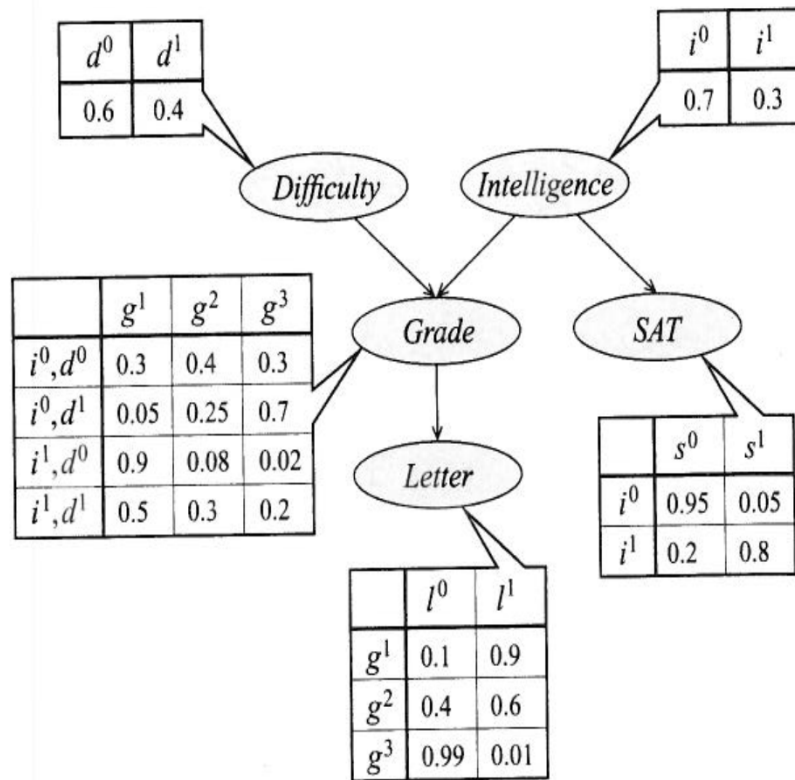 d⁰ d¹
0.6 0.4
i⁰ i¹
0.7 0.3
Difficulty
Intelligence
g¹ g² g³
i⁰,d⁰ 0.3 0.4 0.3
i⁰,d¹ 0.05 0.25 0.7
i¹,d⁰ 0.9 0.08 0.02
i¹,d¹ 0.5 0.3 0.2
Grade
SAT
s⁰ s¹
i⁰ 0.95 0.05
i¹ 0.2 0.8
Letter
l⁰ l¹
g¹ 0.1 0.9
g² 0.4 0.6
g³ 0.99 0.01